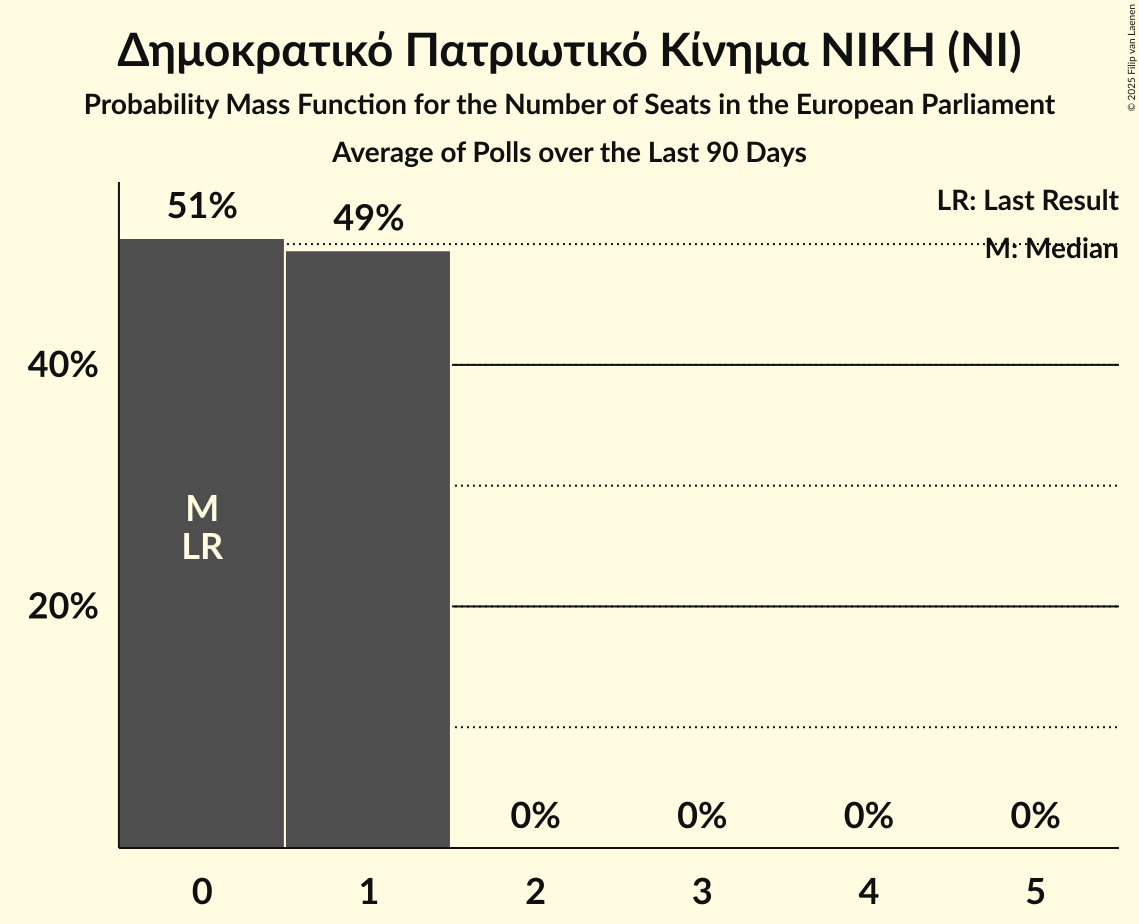 Δημοκρατικό Πατριωτικό Κίνημα ΝΙΚΗ (NI)
Probability Mass Function for the Number of Seats in the European Parliament
Average of Polls over the Last 90 Days
© 2025 Filip van Laenen
LR: Last Result
M: Median
51%
49%
40%
20%
M
LR
0%
0%
0%
0%
0
1
2
3
4
5